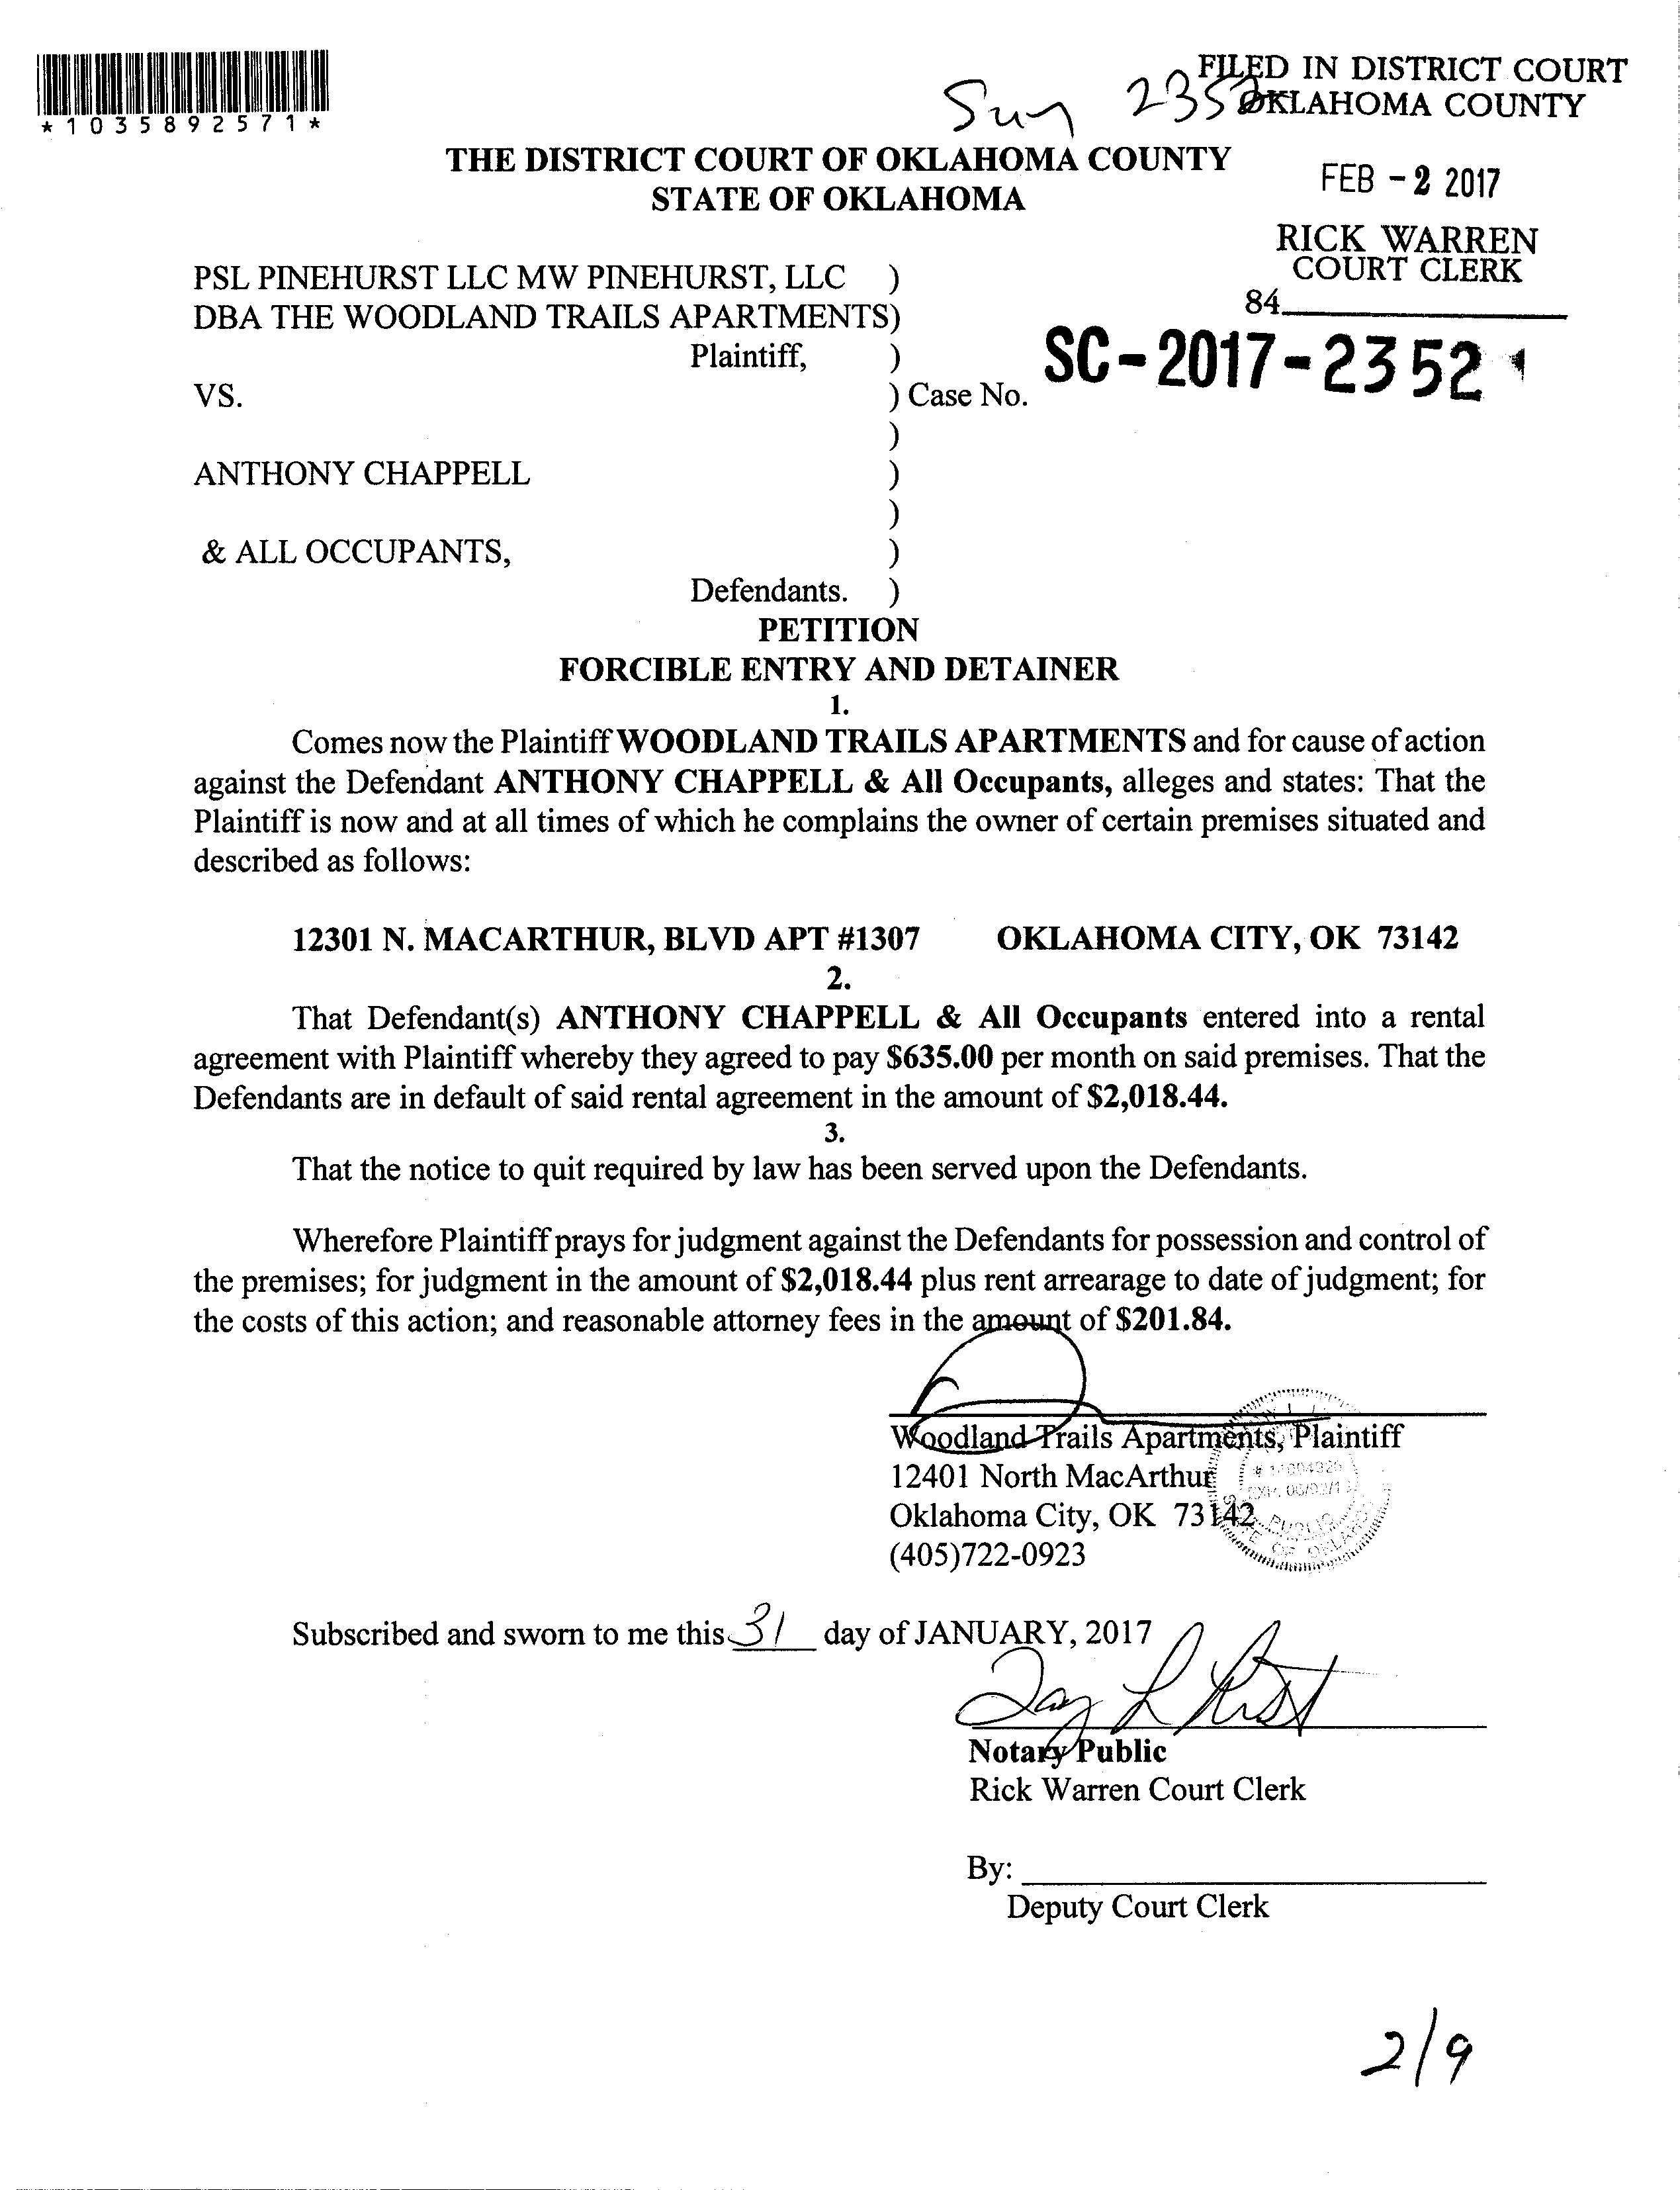 *1035892571*
FILED IN DISTRICT COURT
OKLAHOMA COUNTY
THE DISTRICT COURT OF OKLAHOMA COUNTY
STATE OF OKLAHOMA
FEB -2 2017
RICK WARREN
COURT CLERK
84
PSL PINEHURST LLC MW PINEHURST, LLC )
DBA THE WOODLAND TRAILS APARTMENTS)
Plaintiff, )
VS. ) Case No. SC-2017-2352
)
ANTHONY CHAPPELL )
)
& ALL OCCUPANTS, )
Defendants. )
PETITION
FORCIBLE ENTRY AND DETAINER
1.
Comes now the Plaintiff WOODLAND TRAILS APARTMENTS and for cause of action
against the Defendant ANTHONY CHAPPELL & All Occupants, alleges and states: That the
Plaintiff is now and at all times of which he complains the owner of certain premises situated and
described as follows:
12301 N. MACARTHUR, BLVD APT #1307 OKLAHOMA CITY, OK 73142
2.
That Defendant(s) ANTHONY CHAPPELL & All Occupants entered into a rental
agreement with Plaintiff whereby they agreed to pay $635.00 per month on said premises. That the
Defendants are in default of said rental agreement in the amount of $2,018.44.
3.
That the notice to quit required by law has been served upon the Defendants.
Wherefore Plaintiff prays for judgment against the Defendants for possession and control of
the premises; for judgment in the amount of $2,018.44 plus rent arrearage to date of judgment; for
the costs of this action; and reasonable attorney fees in the amount of $201.84.
Woodland Trails Apartments, Plaintiff
12401 North MacArthur
Oklahoma City, OK 73142
(405)722-0923
Subscribed and sworn to me this 31 day of JANUARY, 2017
Notary Public
Rick Warren Court Clerk
By:
Deputy Court Clerk
2/9